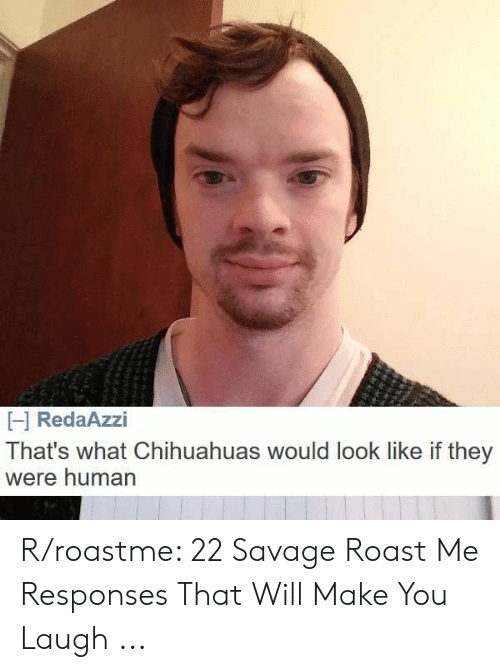 [-] RedaAzzi
That's what Chihuahuas would look like if they
were human
R/roastme: 22 Savage Roast Me
Responses That Will Make You
Laugh ...